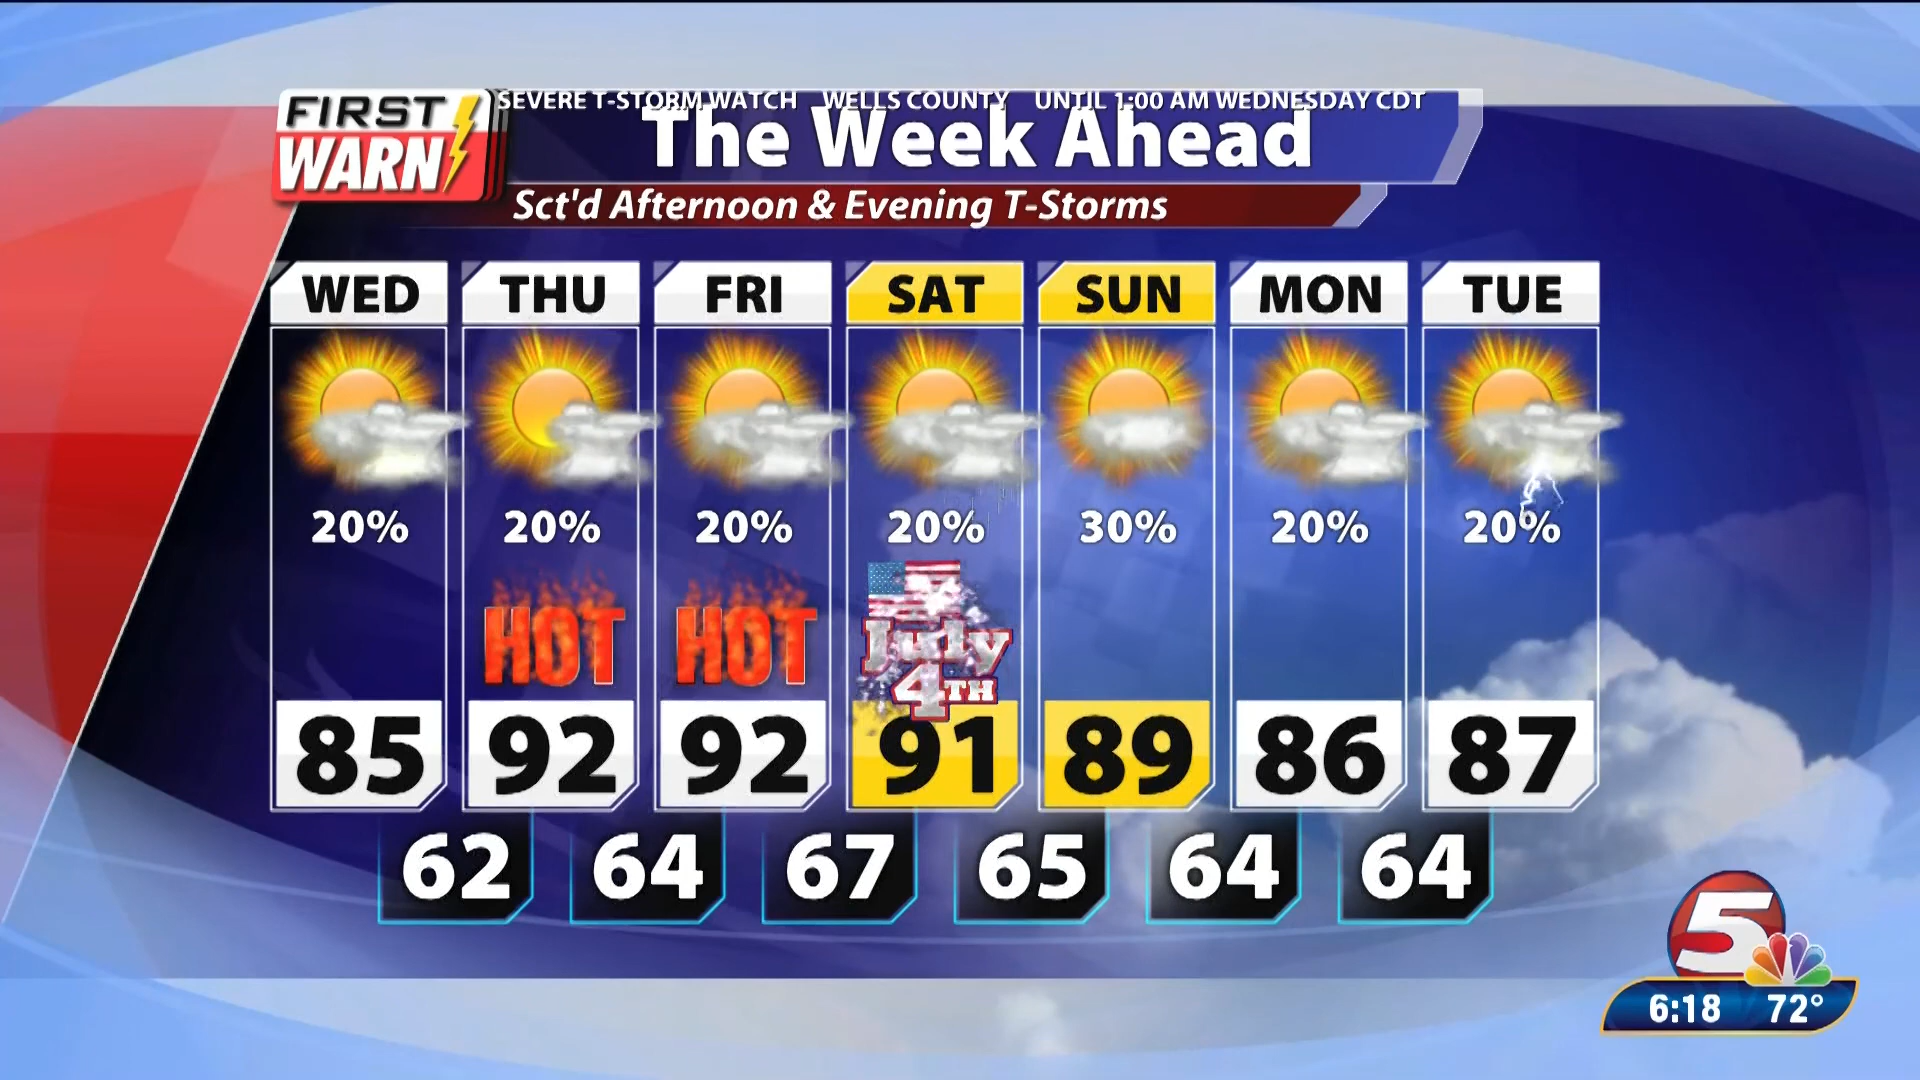 SEVERE T-STORM WATCH WELLS COUNTY UNTIL 1:00 AM WEDNESDAY CDT
FIRST
WARN
The Week Ahead
Sct'd Afternoon & Evening T-Storms
WED THU FRI SAT SUN MON TUE
20% 20% 20% 20% 30% 20% 20%
HOT HOT
July
4TH
85 92 92 91 89 86 87
62 64 67 65 64 64
5
6:18 72°